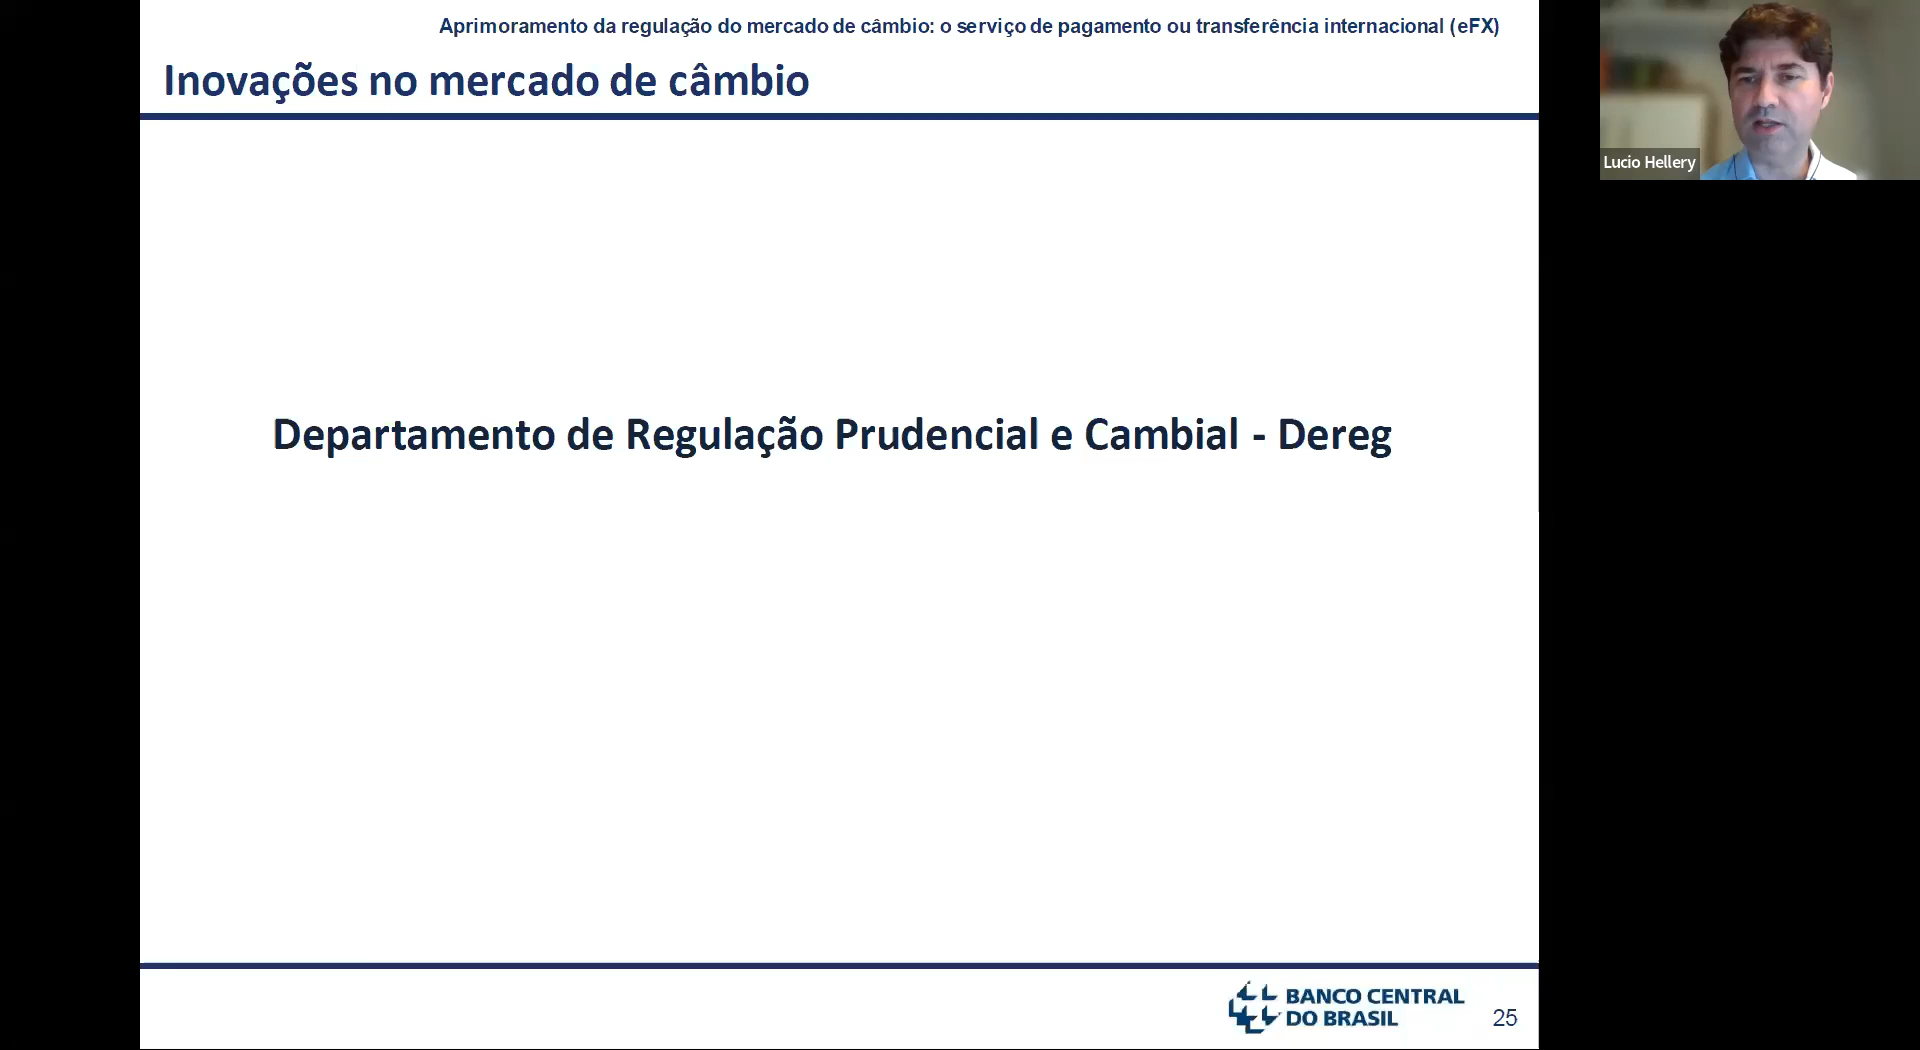 Aprimoramento da regulação do mercado de câmbio: o serviço de pagamento ou transferência internacional (eFX)
Inovações no mercado de câmbio
Lucio Hellery
Departamento de Regulação Prudencial e Cambial - Dereg
BANCO CENTRAL
DO BRASIL
25